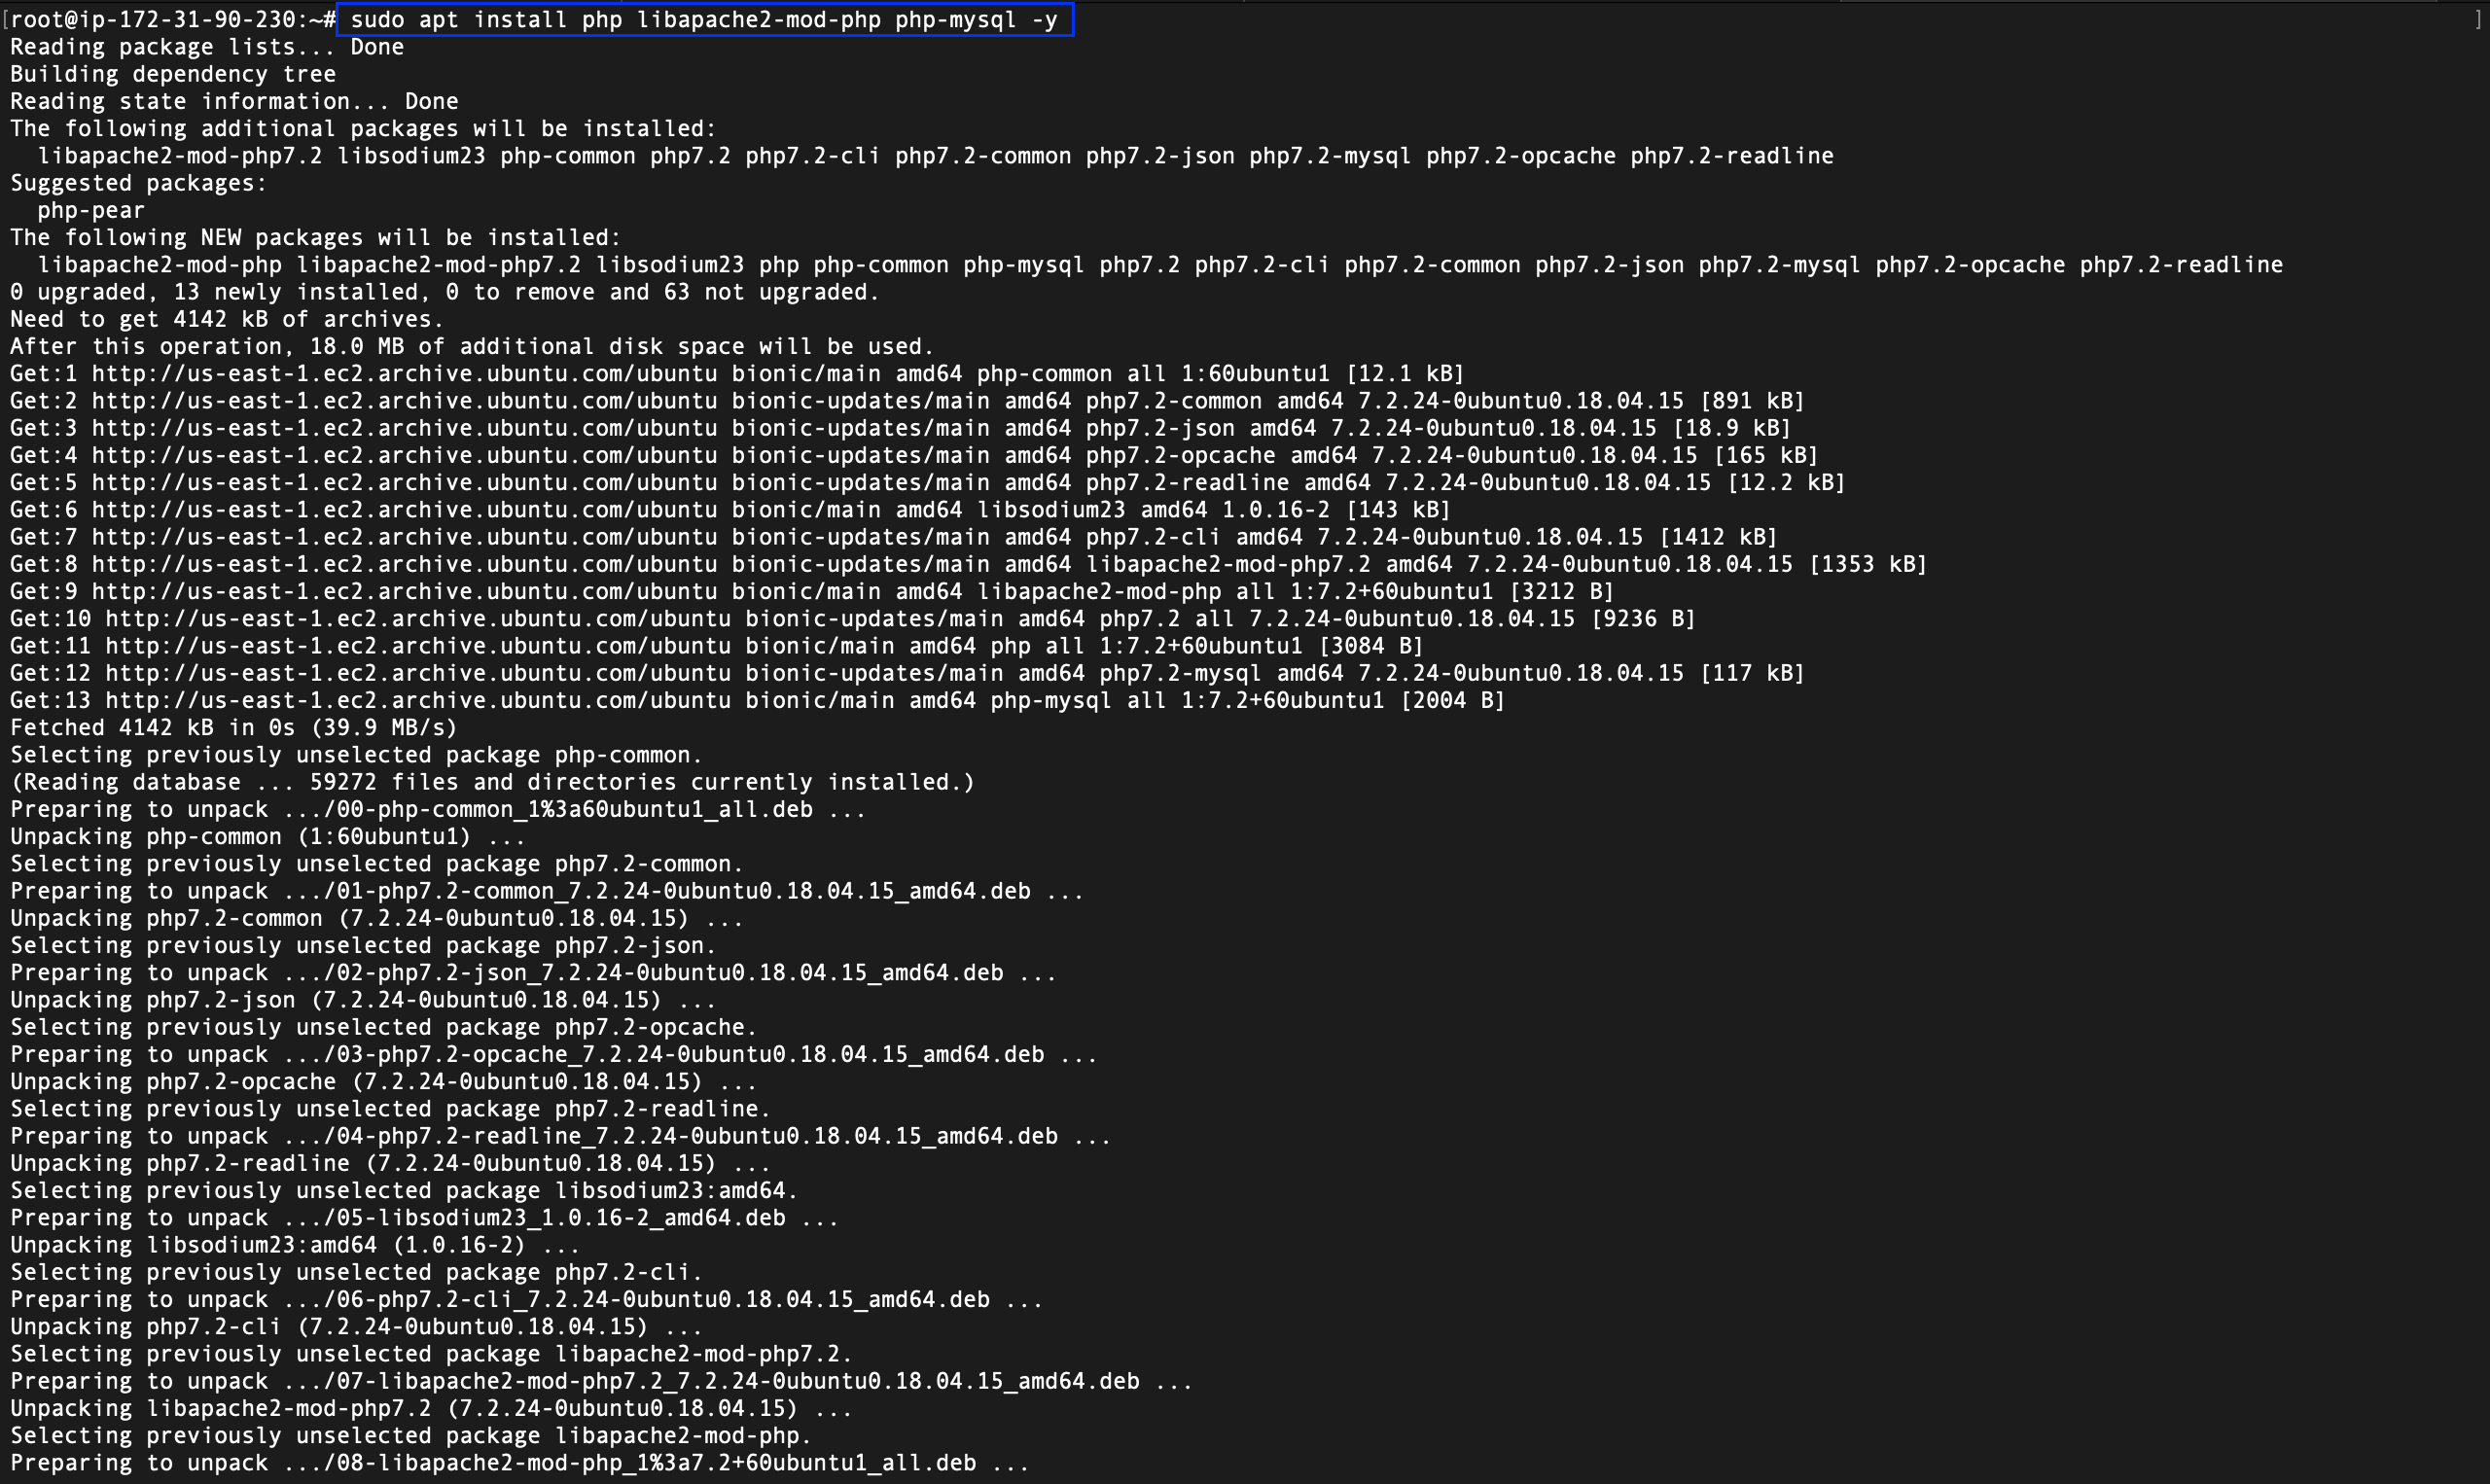 [root@ip-172-31-90-230:~# sudo apt install php libapache2-mod-php php-mysql -y ]
Reading package lists... Done
Building dependency tree
Reading state information... Done
The following additional packages will be installed:
  libapache2-mod-php7.2 libsodium23 php-common php7.2 php7.2-cli php7.2-common php7.2-json php7.2-mysql php7.2-opcache php7.2-readline
Suggested packages:
  php-pear
The following NEW packages will be installed:
  libapache2-mod-php libapache2-mod-php7.2 libsodium23 php php-common php-mysql php7.2 php7.2-cli php7.2-common php7.2-json php7.2-mysql php7.2-opcache php7.2-readline
0 upgraded, 13 newly installed, 0 to remove and 63 not upgraded.
Need to get 4142 kB of archives.
After this operation, 18.0 MB of additional disk space will be used.
Get:1 http://us-east-1.ec2.archive.ubuntu.com/ubuntu bionic/main amd64 php-common all 1:60ubuntu1 [12.1 kB]
Get:2 http://us-east-1.ec2.archive.ubuntu.com/ubuntu bionic-updates/main amd64 php7.2-common amd64 7.2.24-0ubuntu0.18.04.15 [891 kB]
Get:3 http://us-east-1.ec2.archive.ubuntu.com/ubuntu bionic-updates/main amd64 php7.2-json amd64 7.2.24-0ubuntu0.18.04.15 [18.9 kB]
Get:4 http://us-east-1.ec2.archive.ubuntu.com/ubuntu bionic-updates/main amd64 php7.2-opcache amd64 7.2.24-0ubuntu0.18.04.15 [165 kB]
Get:5 http://us-east-1.ec2.archive.ubuntu.com/ubuntu bionic-updates/main amd64 php7.2-readline amd64 7.2.24-0ubuntu0.18.04.15 [12.2 kB]
Get:6 http://us-east-1.ec2.archive.ubuntu.com/ubuntu bionic/main amd64 libsodium23 amd64 1.0.16-2 [143 kB]
Get:7 http://us-east-1.ec2.archive.ubuntu.com/ubuntu bionic-updates/main amd64 php7.2-cli amd64 7.2.24-0ubuntu0.18.04.15 [1412 kB]
Get:8 http://us-east-1.ec2.archive.ubuntu.com/ubuntu bionic-updates/main amd64 libapache2-mod-php7.2 amd64 7.2.24-0ubuntu0.18.04.15 [1353 kB]
Get:9 http://us-east-1.ec2.archive.ubuntu.com/ubuntu bionic/main amd64 libapache2-mod-php all 1:7.2+60ubuntu1 [3212 B]
Get:10 http://us-east-1.ec2.archive.ubuntu.com/ubuntu bionic-updates/main amd64 php7.2 all 7.2.24-0ubuntu0.18.04.15 [9236 B]
Get:11 http://us-east-1.ec2.archive.ubuntu.com/ubuntu bionic/main amd64 php all 1:7.2+60ubuntu1 [3084 B]
Get:12 http://us-east-1.ec2.archive.ubuntu.com/ubuntu bionic-updates/main amd64 php7.2-mysql amd64 7.2.24-0ubuntu0.18.04.15 [117 kB]
Get:13 http://us-east-1.ec2.archive.ubuntu.com/ubuntu bionic/main amd64 php-mysql all 1:7.2+60ubuntu1 [2004 B]
Fetched 4142 kB in 0s (39.9 MB/s)
Selecting previously unselected package php-common.
(Reading database ... 59272 files and directories currently installed.)
Preparing to unpack .../00-php-common_1%3a60ubuntu1_all.deb ...
Unpacking php-common (1:60ubuntu1) ...
Selecting previously unselected package php7.2-common.
Preparing to unpack .../01-php7.2-common_7.2.24-0ubuntu0.18.04.15_amd64.deb ...
Unpacking php7.2-common (7.2.24-0ubuntu0.18.04.15) ...
Selecting previously unselected package php7.2-json.
Preparing to unpack .../02-php7.2-json_7.2.24-0ubuntu0.18.04.15_amd64.deb ...
Unpacking php7.2-json (7.2.24-0ubuntu0.18.04.15) ...
Selecting previously unselected package php7.2-opcache.
Preparing to unpack .../03-php7.2-opcache_7.2.24-0ubuntu0.18.04.15_amd64.deb ...
Unpacking php7.2-opcache (7.2.24-0ubuntu0.18.04.15) ...
Selecting previously unselected package php7.2-readline.
Preparing to unpack .../04-php7.2-readline_7.2.24-0ubuntu0.18.04.15_amd64.deb ...
Unpacking php7.2-readline (7.2.24-0ubuntu0.18.04.15) ...
Selecting previously unselected package libsodium23:amd64.
Preparing to unpack .../05-libsodium23_1.0.16-2_amd64.deb ...
Unpacking libsodium23:amd64 (1.0.16-2) ...
Selecting previously unselected package php7.2-cli.
Preparing to unpack .../06-php7.2-cli_7.2.24-0ubuntu0.18.04.15_amd64.deb ...
Unpacking php7.2-cli (7.2.24-0ubuntu0.18.04.15) ...
Selecting previously unselected package libapache2-mod-php7.2.
Preparing to unpack .../07-libapache2-mod-php7.2_7.2.24-0ubuntu0.18.04.15_amd64.deb ...
Unpacking libapache2-mod-php7.2 (7.2.24-0ubuntu0.18.04.15) ...
Selecting previously unselected package libapache2-mod-php.
Preparing to unpack .../08-libapache2-mod-php_1%3a7.2+60ubuntu1_all.deb ...